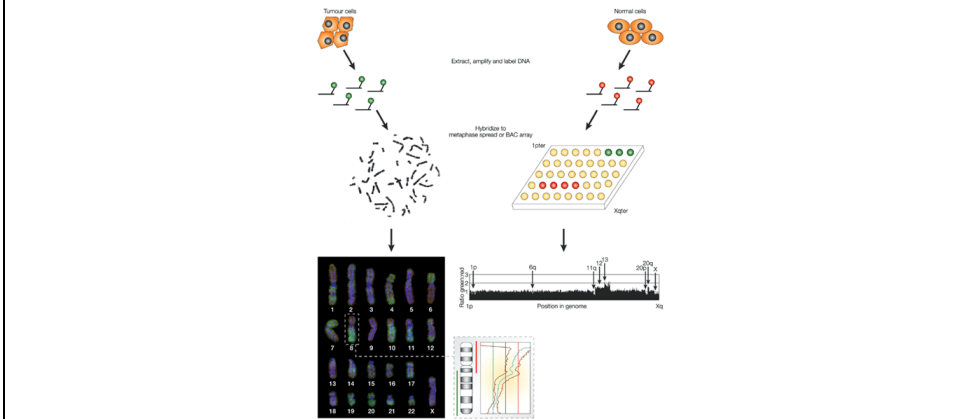 Tumour cells
Normal cells
Extract, amplify and label DNA
Hybridize to
metaphase spread or BAC array
1pter
Xqter
1p
6q
11q
12
13
20q
X
Ratio green:red
3
2
1
1p
Position in genome
Xq
1 2 3 4 5 6
7 8 9 10 11 12
13 14 15 16 17
18 19 20 21 22 X